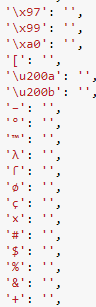 '\x97': '',
'\x99': '',
'\xa0': '',
'[': '',
'\u200a': '',
'\u200b': '',
'~': '',
'°': '',
'™': '',
'λ': '',
'ʃ': '',
'ø': '',
'ç': '',
'×': '',
'#': '',
'$': '',
'%': '',
'&': '',
'+': '',